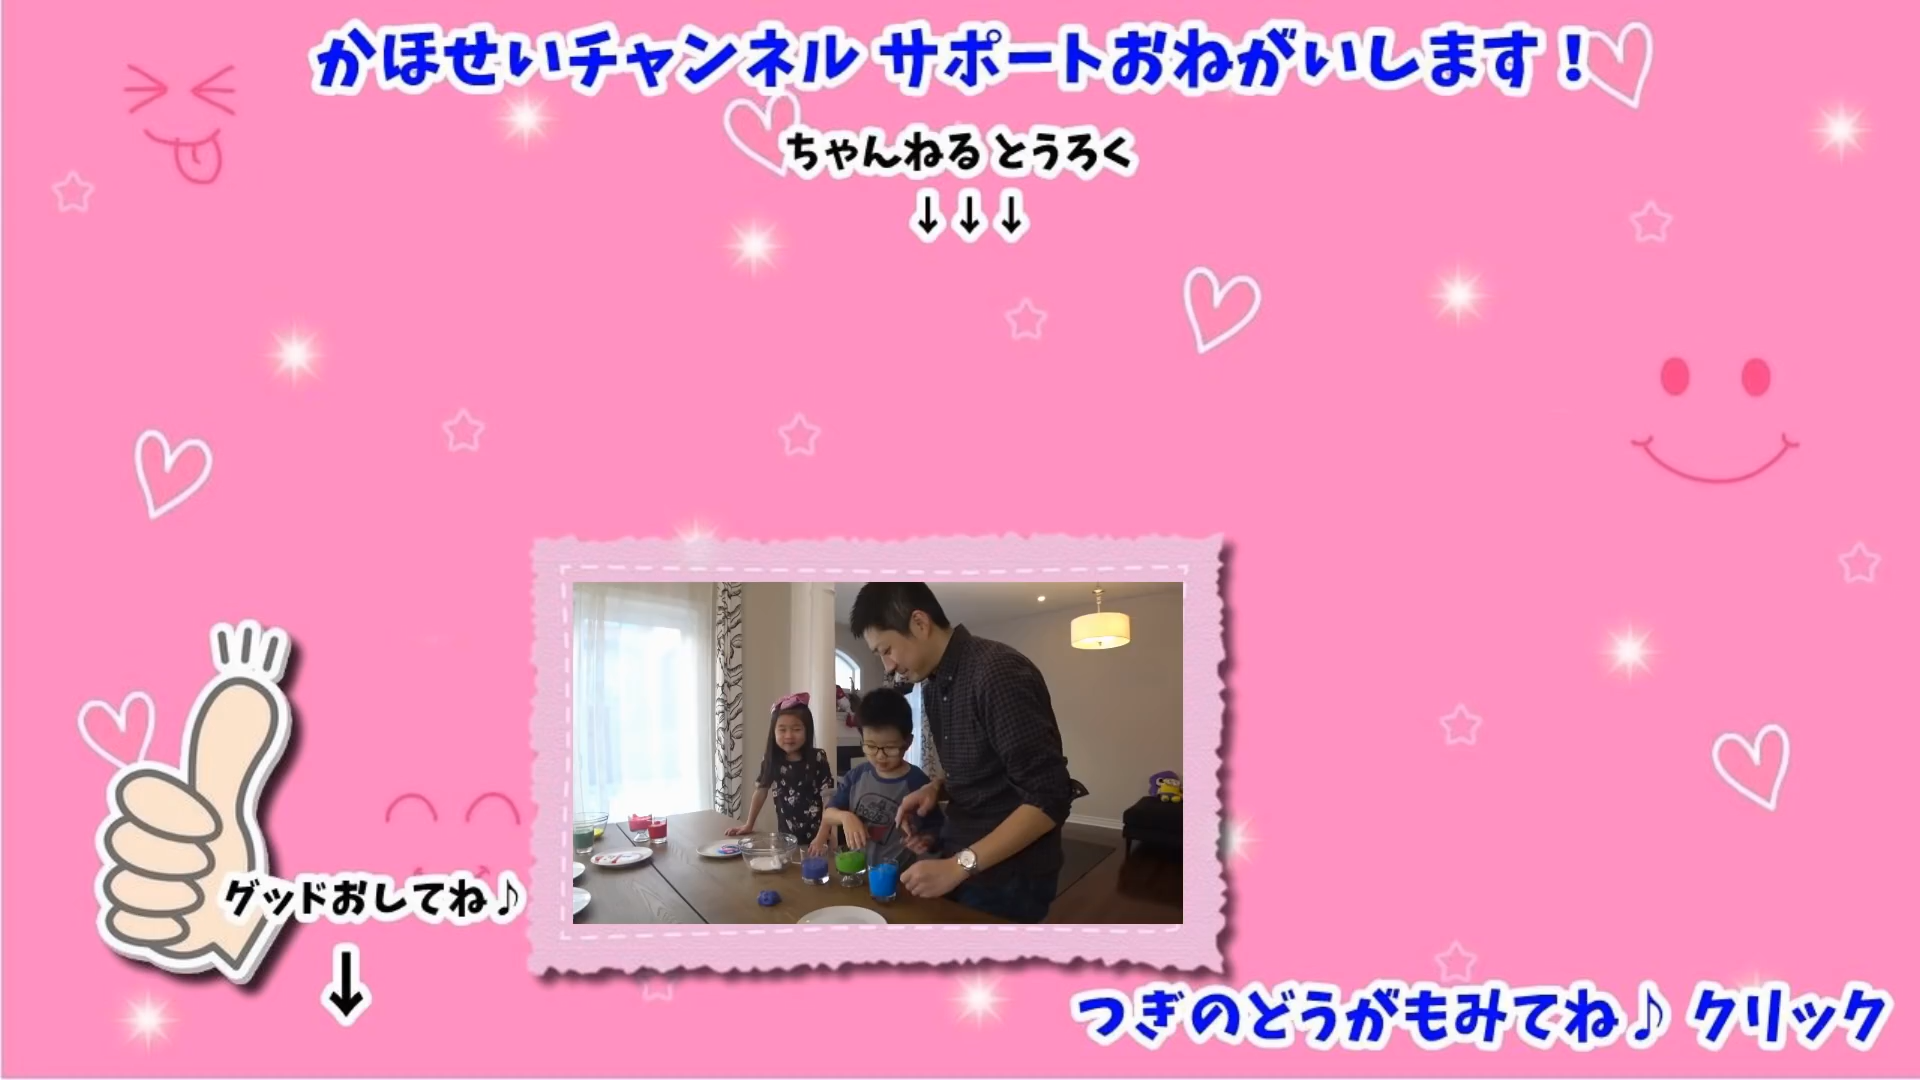 かほせいチャンネル サポートおねがいします！
ちゃんねる とうろく
↓↓↓
グッドおしてね♪
↓
つぎのどうがもみてね♪ クリック